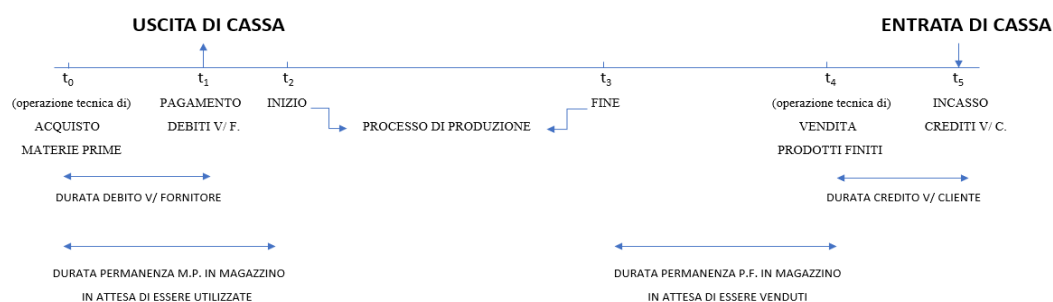 USCITA DI CASSA
ENTRATA DI CASSA
t0 t1 t2 t3 t4 t5
(operazione tecnica di) PAGAMENTO INIZIO FINE (operazione tecnica di) INCASSO
ACQUISTO DEBITI V/ F. PROCESSO DI PRODUZIONE VENDITA CREDITI V/ C.
MATERIE PRIME PRODOTTI FINITI
DURATA DEBITO V/ FORNITORE DURATA CREDITO V/ CLIENTE
DURATA PERMANENZA M.P. IN MAGAZZINO DURATA PERMANENZA P.F. IN MAGAZZINO
IN ATTESA DI ESSERE UTILIZZATE IN ATTESA DI ESSERE VENDUTI